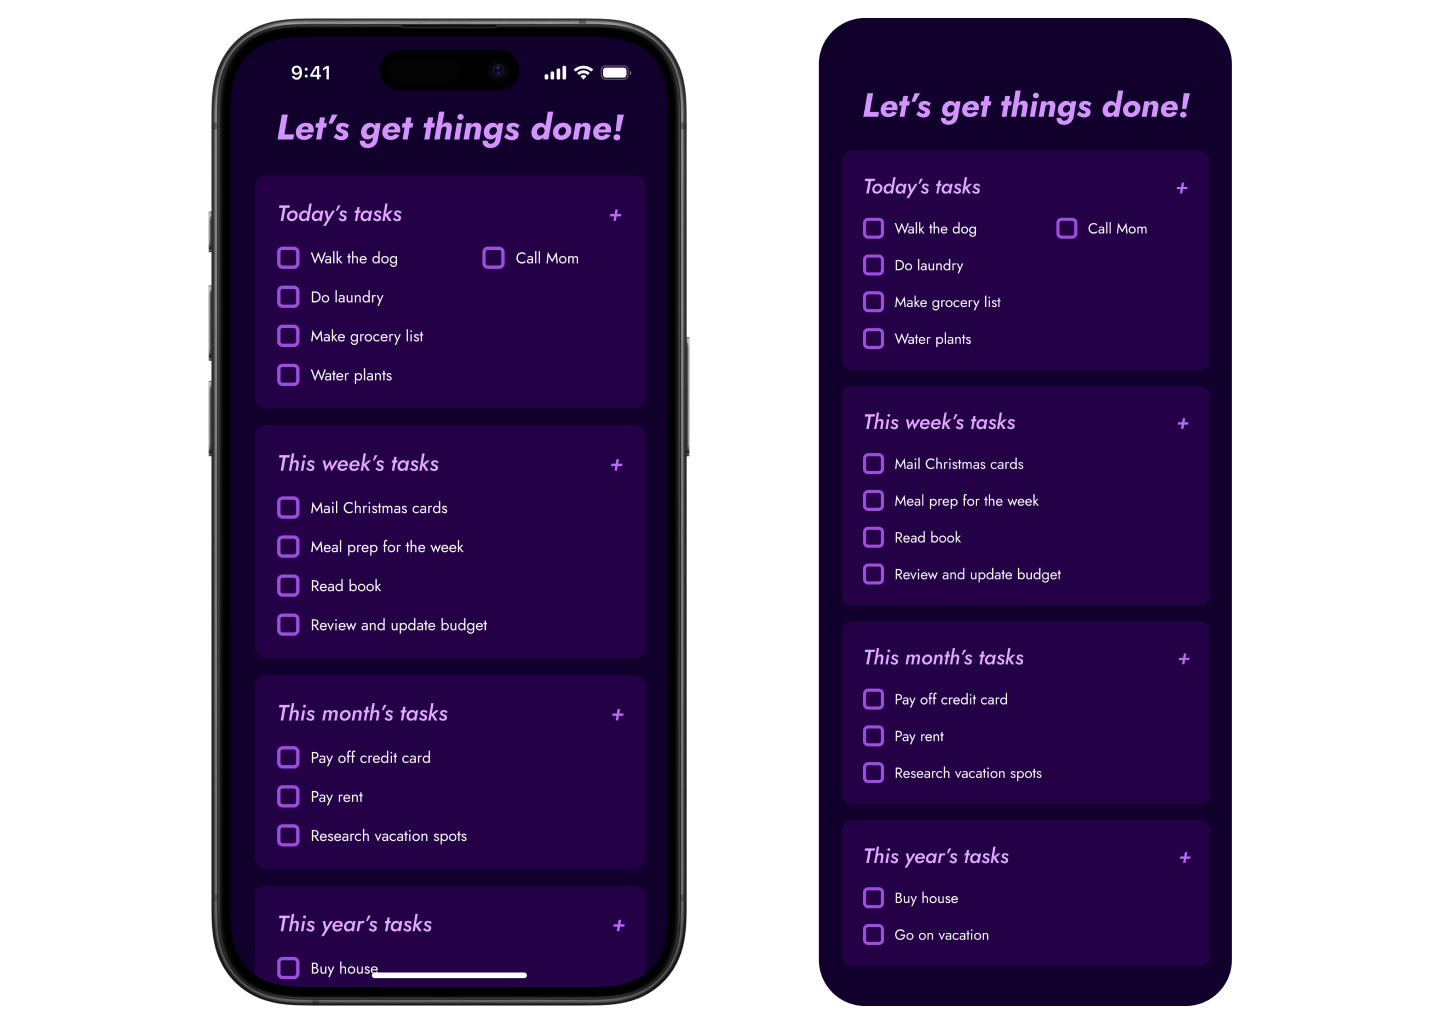 9:41
Let’s get things done!
Today’s tasks +
Walk the dog Call Mom
Do laundry
Make grocery list
Water plants
This week’s tasks +
Mail Christmas cards
Meal prep for the week
Read book
Review and update budget
This month’s tasks +
Pay off credit card
Pay rent
Research vacation spots
This year’s tasks +
Buy house
Let’s get things done!
Today’s tasks +
Walk the dog Call Mom
Do laundry
Make grocery list
Water plants
This week’s tasks +
Mail Christmas cards
Meal prep for the week
Read book
Review and update budget
This month’s tasks +
Pay off credit card
Pay rent
Research vacation spots
This year’s tasks +
Buy house
Go on vacation